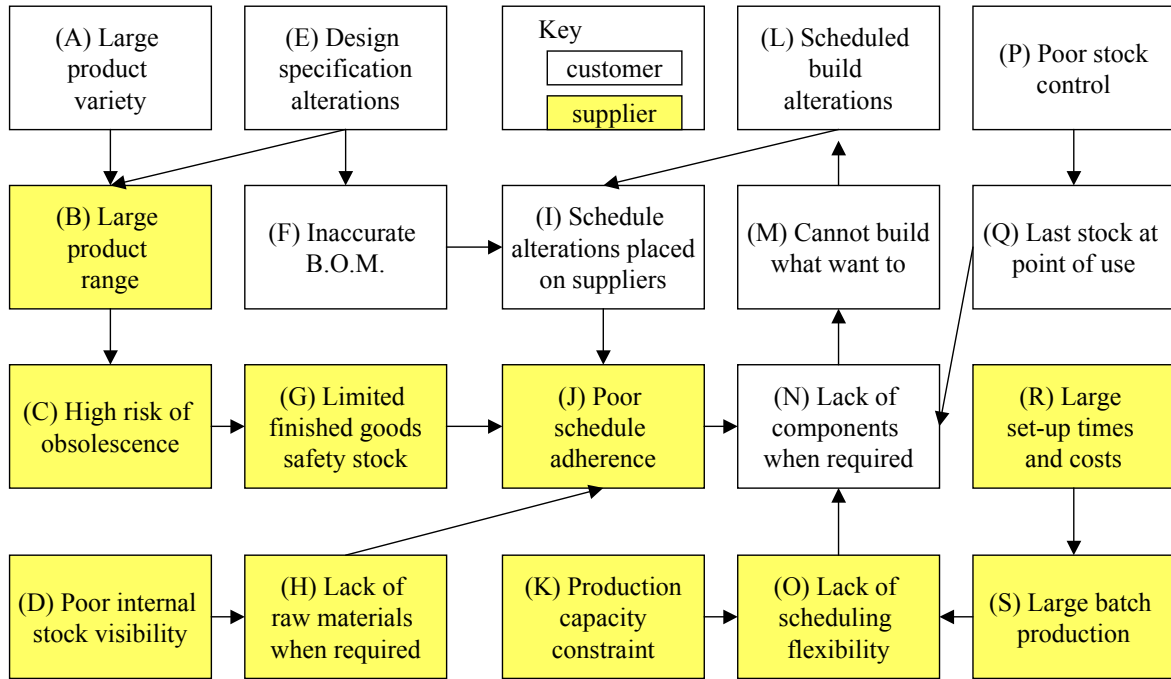 (A) Large
product
variety
(E) Design
specification
alterations
Key
customer
supplier
(L) Scheduled
build
alterations
(P) Poor stock
control
(B) Large
product
range
(F) Inaccurate
B.O.M.
(I) Schedule
alterations placed
on suppliers
(M) Cannot build
what want to
(Q) Last stock at
point of use
(C) High risk of
obsolescence
(G) Limited
finished goods
safety stock
(J) Poor
schedule
adherence
(N) Lack of
components
when required
(R) Large
set-up times
and costs
(D) Poor internal
stock visibility
(H) Lack of
raw materials
when required
(K) Production
capacity
constraint
(O) Lack of
scheduling
flexibility
(S) Large batch
production